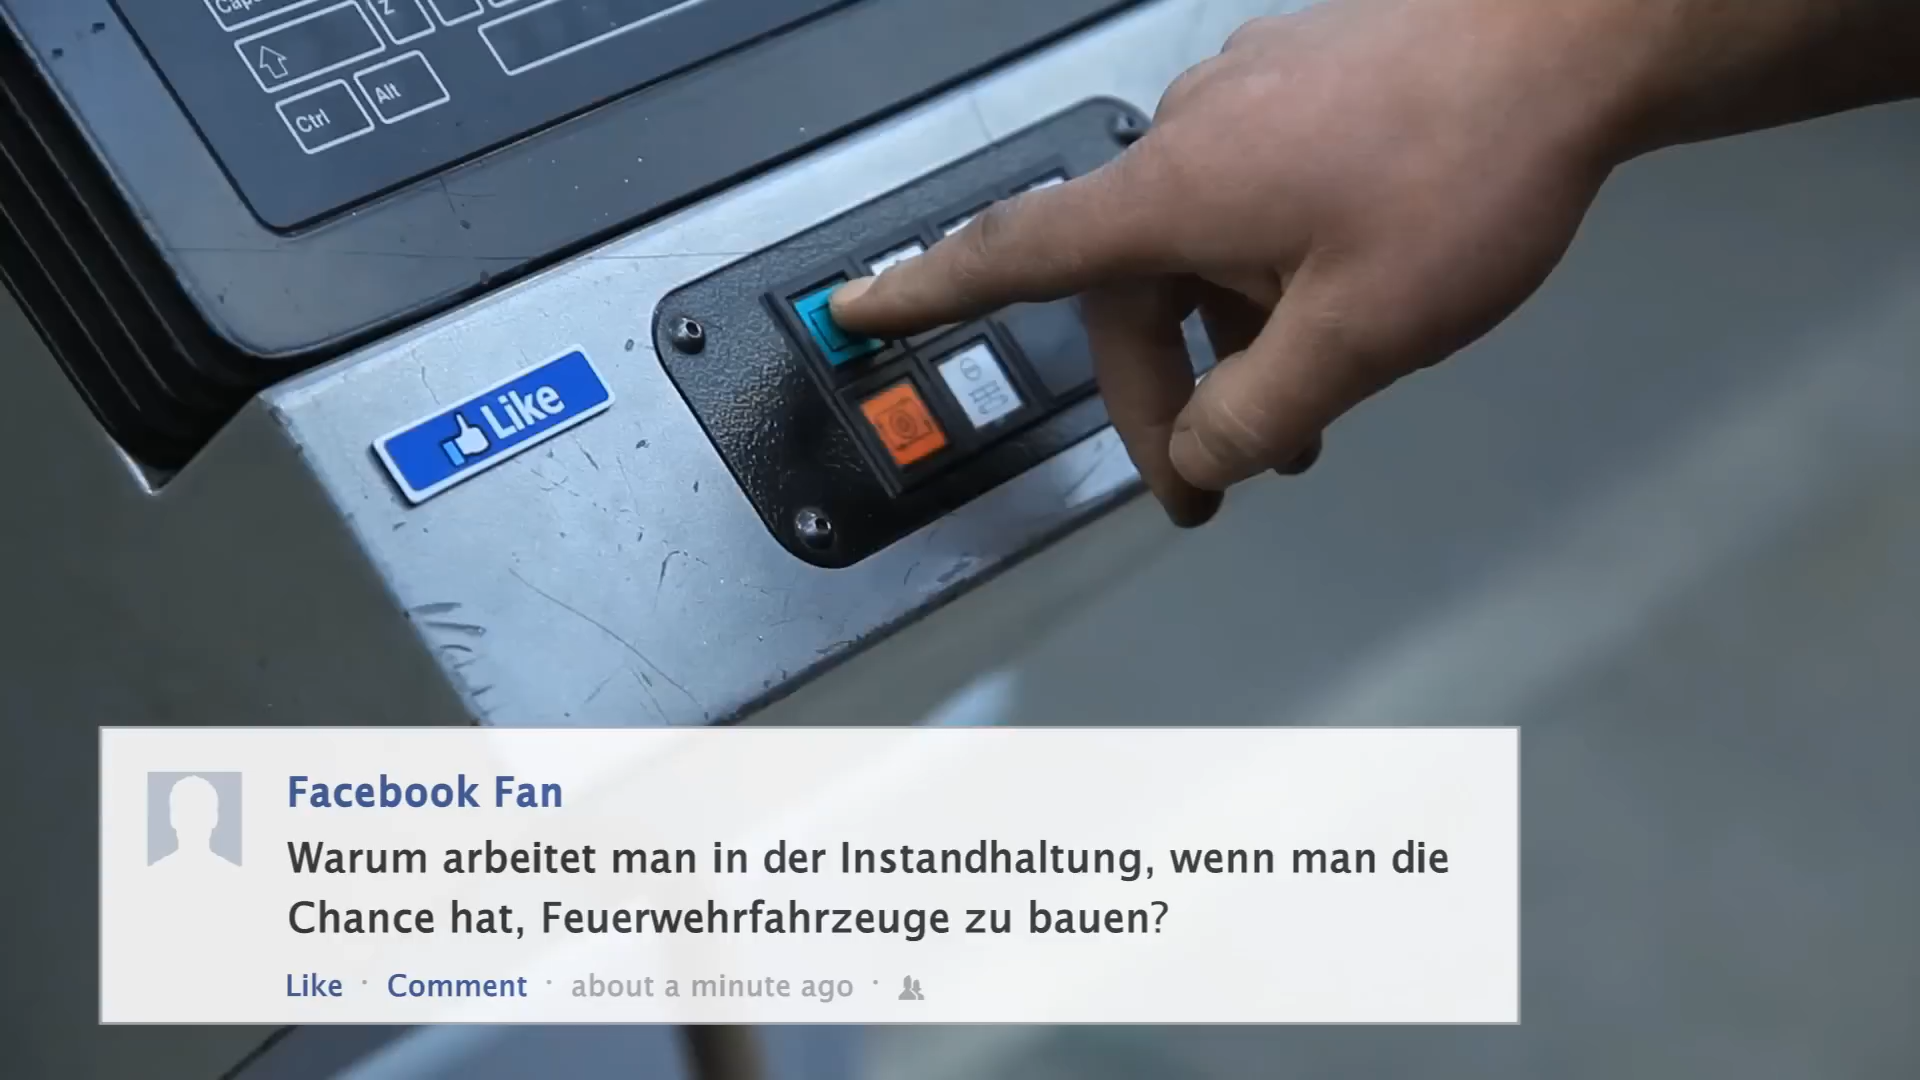 Z
Ctrl
Alt
Like
Facebook Fan
Warum arbeitet man in der Instandhaltung, wenn man die
Chance hat, Feuerwehrfahrzeuge zu bauen?
Like · Comment · about a minute ago ·